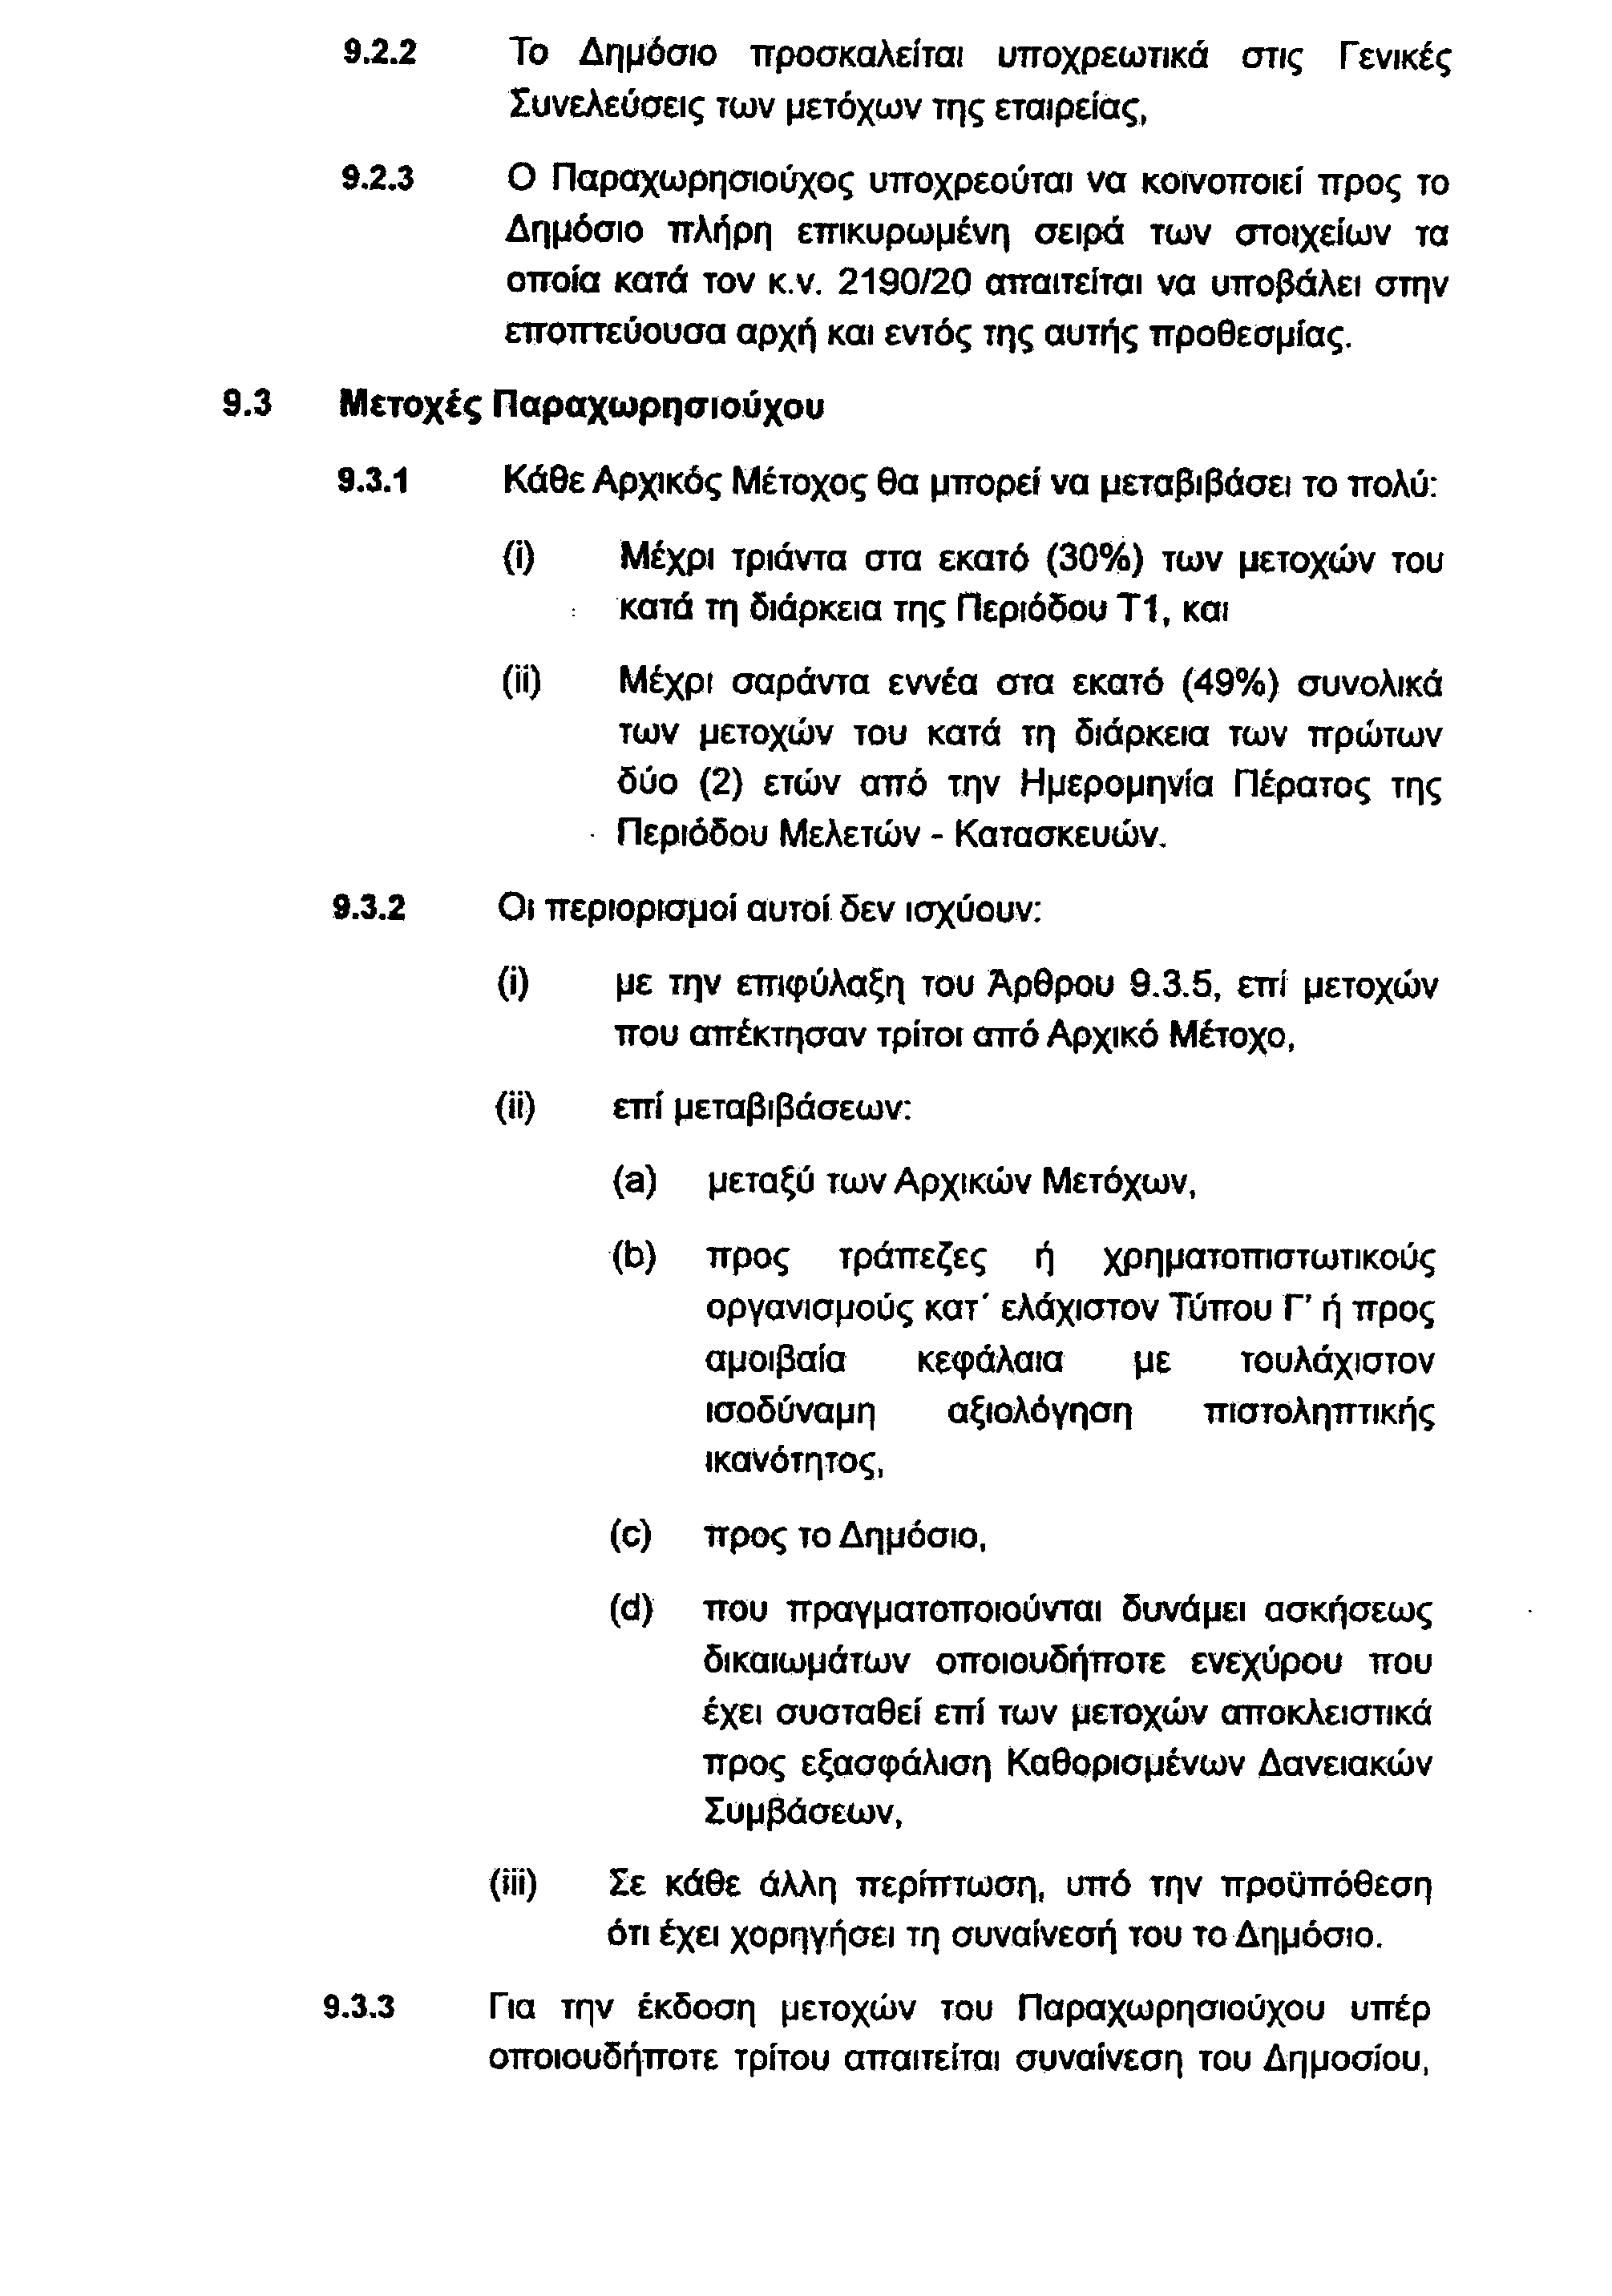 9.2.2 Το Δημόσιο προσκαλείται υποχρεωτικά στις Γενικές
Συνελεύσεις των μετόχων της εταιρείας,
9.2.3 Ο Παραχωρησιούχος υποχρεούται να κοινοποιεί προς το
Δημόσιο πλήρη επικυρωμένη σειρά των στοιχείων τα
οποία κατά τον κ.ν. 2190/20 απαιτείται να υποβάλει στην
εποπτεύουσα αρχή και εντός της αυτής προθεσμίας.
9.3 Μετοχές Παραχωρησιούχου
9.3.1 Κάθε Αρχικός Μέτοχος θα μπορεί να μεταβιβάσει το πολύ:
(i) Μέχρι τριάντα στα εκατό (30%) των μετοχών του
κατά τη διάρκεια της Περιόδου Τ1, και
(ii) Μέχρι σαράντα εννέα στα εκατό (49%) συνολικά
των μετοχών του κατά τη διάρκεια των πρώτων
δύο (2) ετών από την Ημερομηνία Πέρατος της
Περιόδου Μελετών - Κατασκευών.
9.3.2 Οι περιορισμοί αυτοί δεν ισχύουν:
(i) με την επιφύλαξη του Άρθρου 9.3.5, επί μετοχών
που απέκτησαν τρίτοι από Αρχικό Μέτοχο,
(ii) επί μεταβιβάσεων:
(a) μεταξύ των Αρχικών Μετόχων,
(b) προς τράπεζες ή χρηματοπιστωτικούς
οργανισμούς κατ' ελάχιστον Τύπου Γ' ή προς
αμοιβαία κεφάλαια με τουλάχιστον
ισοδύναμη αξιολόγηση πιστοληπτικής
ικανότητος,
(c) προς το Δημόσιο,
(d) που πραγματοποιούνται δυνάμει ασκήσεως
δικαιωμάτων οποιουδήποτε ενεχύρου που
έχει συσταθεί επί των μετοχών αποκλειστικά
προς εξασφάλιση Καθορισμένων Δανειακών
Συμβάσεων,
(iii) Σε κάθε άλλη περίπτωση, υπό την προϋπόθεση
ότι έχει χορηγήσει τη συναίνεσή του το Δημόσιο.
9.3.3 Για την έκδοση μετοχών του Παραχωρησιούχου υπέρ
οποιουδήποτε τρίτου απαιτείται συναίνεση του Δημοσίου,